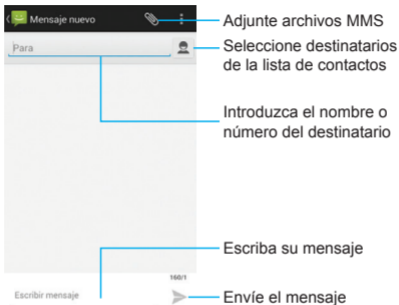 Mensaje nuevo
Adjunte archivos MMS
Para
Seleccione destinatarios
de la lista de contactos
Introduzca el nombre o
número del destinatario
Escriba su mensaje
160/1
Escribir mensaje
Envíe el mensaje